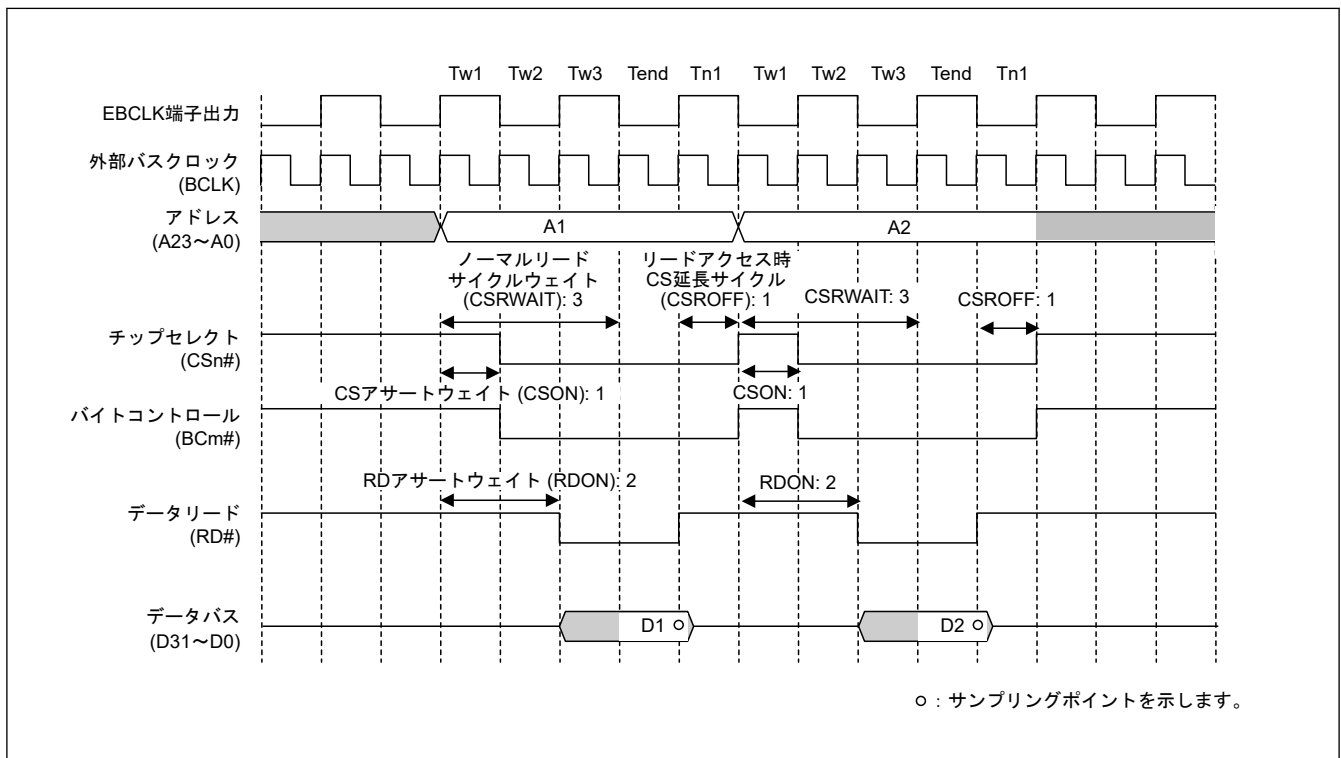 Tw1 Tw2 Tw3 Tend Tn1 Tw1 Tw2 Tw3 Tend Tn1
EBCLK端子出力
外部バスクロック
(BCLK)
アドレス
(A23～A0)
A1
A2
ノーマルリード
サイクルウェイト
(CSRWAIT): 3
リードアクセス時
CS延長サイクル
(CSROFF): 1
CSRWAIT: 3
CSROFF: 1
チップセレクト
(CSn#)
CSアサートウェイト (CSON): 1
CSON: 1
バイトコントロール
(BCm#)
RDアサートウェイト (RDON): 2
RDON: 2
データリード
(RD#)
データバス
(D31～D0)
D1
D2
：サンプリングポイントを示します。